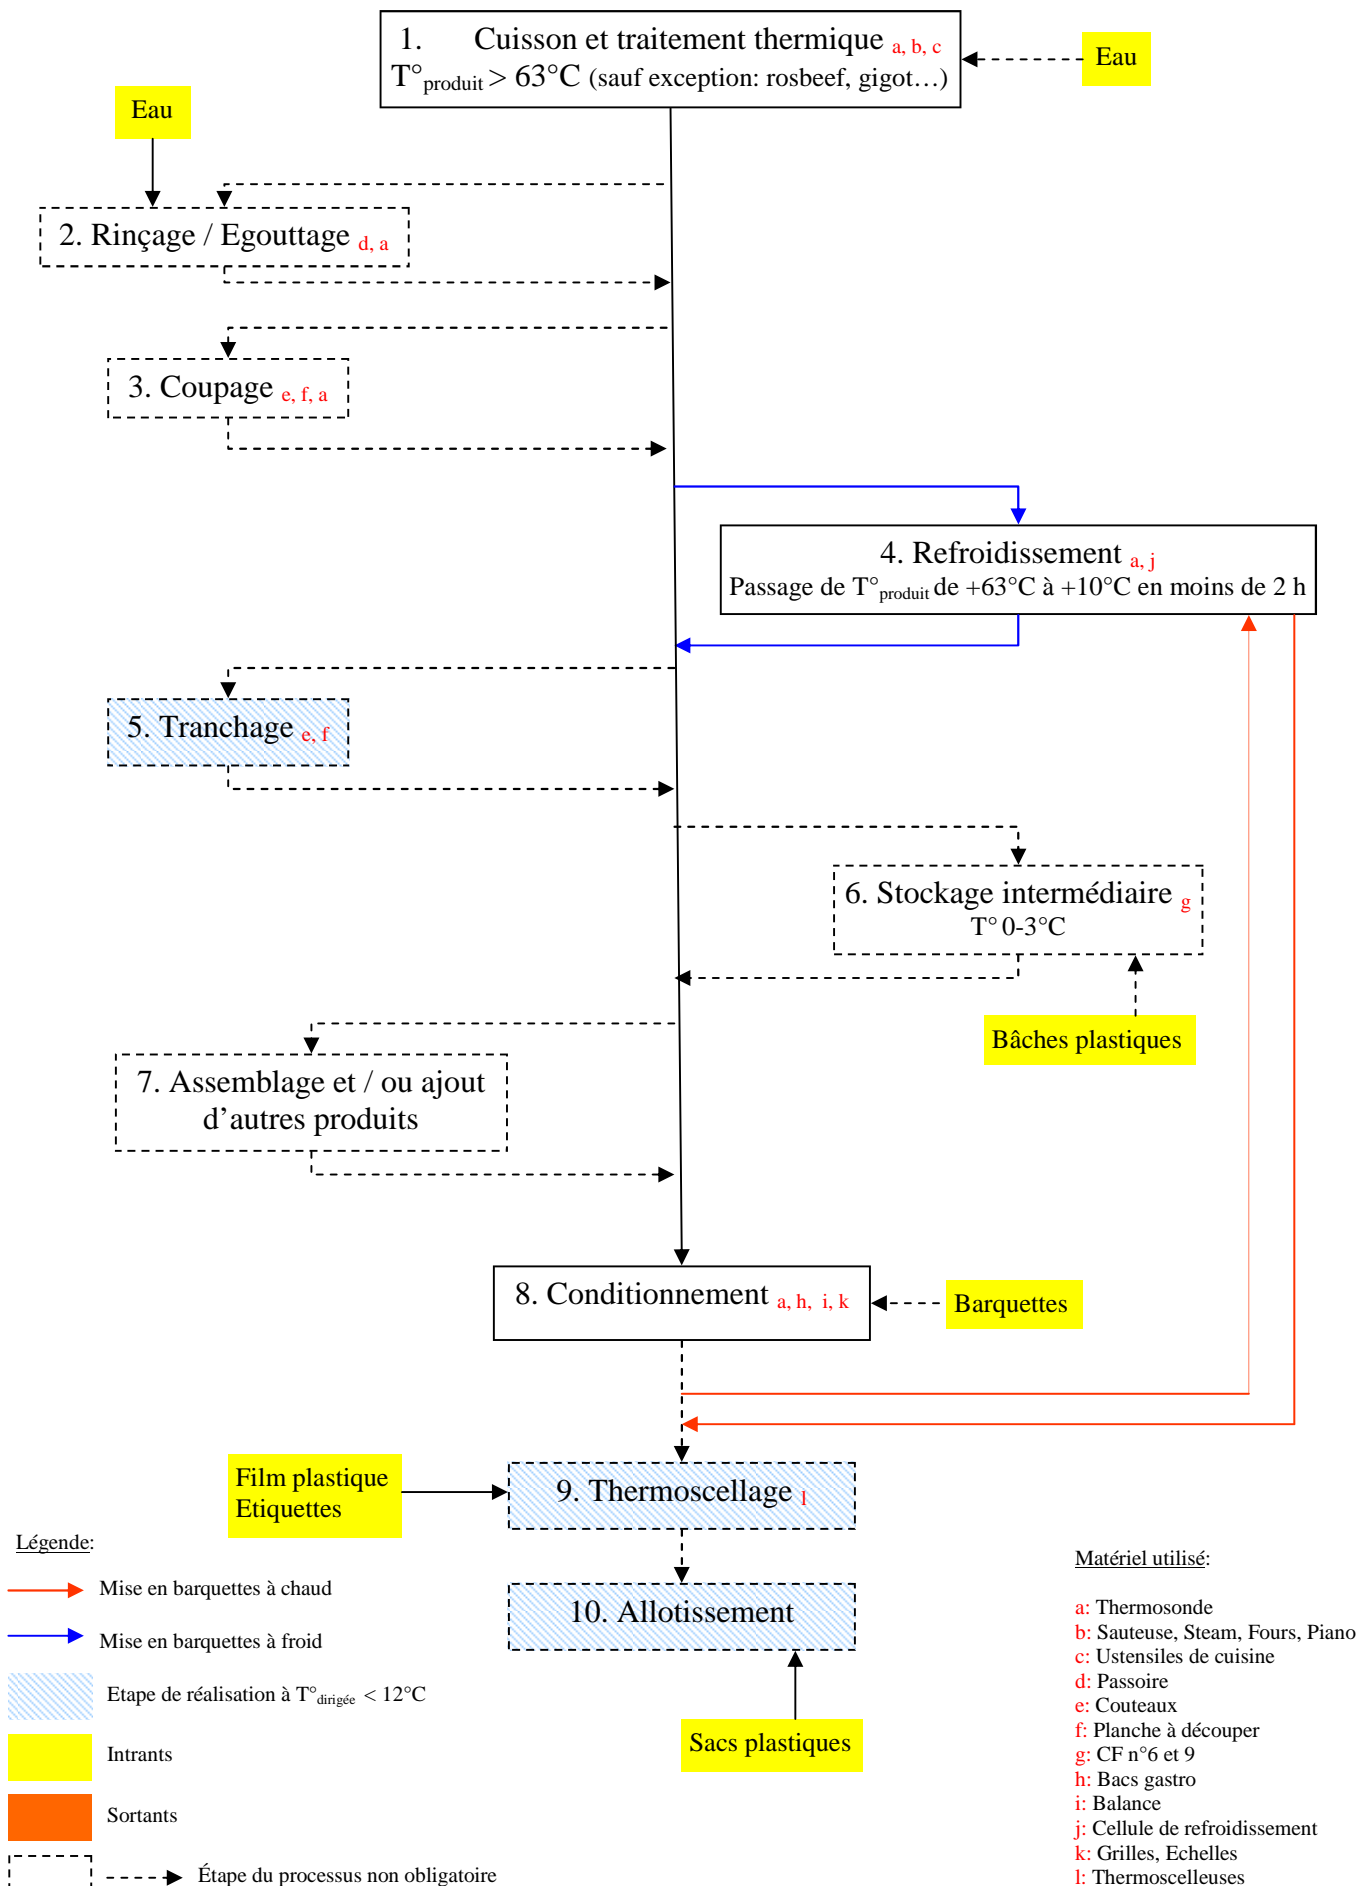 1. Cuisson et traitement thermique a, b, c
T°produit > 63°C (sauf exception: rosbeef, gigot…)
Eau
Eau
2. Rinçage / Egouttage d, a
3. Coupage e, f, a
4. Refroidissement a, j
Passage de T°produit de +63°C à +10°C en moins de 2 h
5. Tranchage e, f
6. Stockage intermédiaire g
T° 0-3°C
Bâches plastiques
7. Assemblage et / ou ajout
d’autres produits
8. Conditionnement a, h, i, k
Barquettes
Film plastique
Etiquettes
9. Thermoscellage l
10. Allotissement
Sacs plastiques
Légende:
Mise en barquettes à chaud
Mise en barquettes à froid
Etape de réalisation à T°dirigée < 12°C
Intrants
Sortants
Étape du processus non obligatoire
Matériel utilisé:
a: Thermosonde
b: Sauteuse, Steam, Fours, Piano
c: Ustensiles de cuisine
d: Passoire
e: Couteaux
f: Planche à découper
g: CF n°6 et 9
h: Bacs gastro
i: Balance
j: Cellule de refroidissement
k: Grilles, Echelles
l: Thermoscelleuses